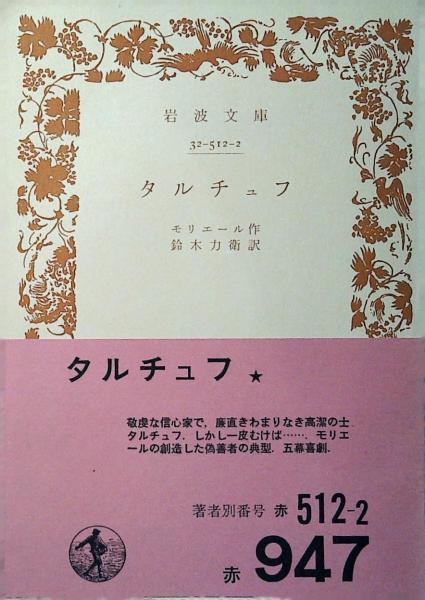 岩波文庫
32-512-2
タルチュフ
モリエール作
鈴木力衛訳
タルチュフ ★
敬虔な信心家で、廉直きわまりなき高潔の士
タルチュフ、しかし一皮むけば……、モリエ
ールの創造した偽善者の典型．五幕喜劇．
著者別番号 赤 512-2
赤 947